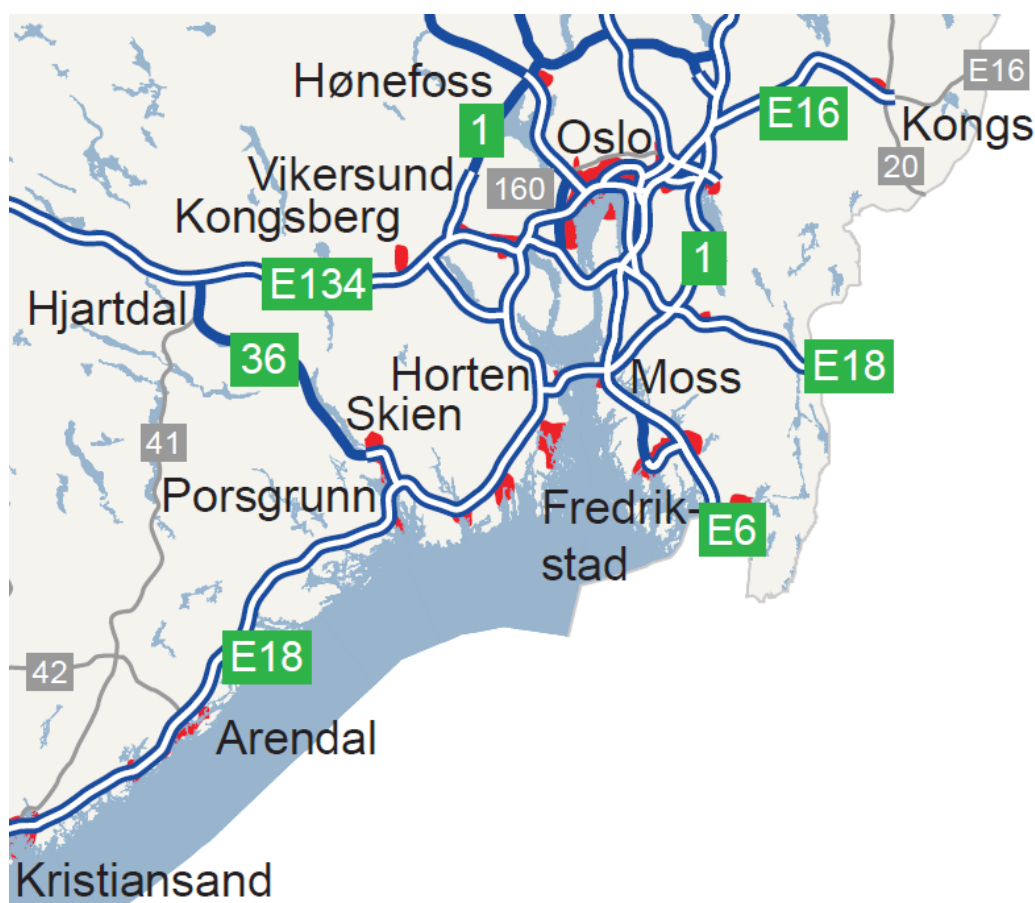 Hønefoss
E16
1
E16
Oslo
Kongs
Vikersund
160
20
Kongsberg
1
E134
Hjartdal
36
Horten
Moss
E18
Skien
41
Porsgrunn
Fredrik-
stad
E6
E18
42
Arendal
Kristiansand